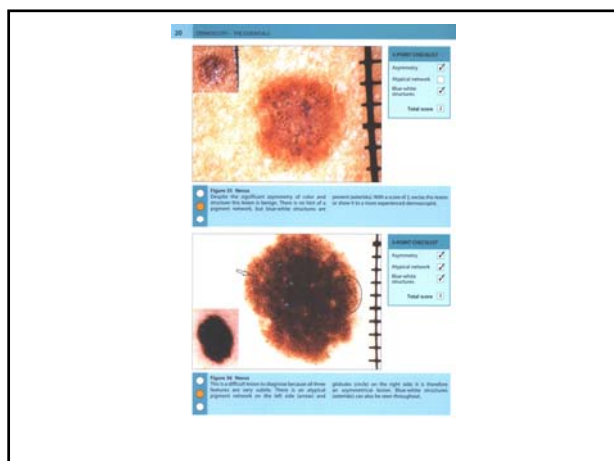 20 DERMOSCOPY – THE ESSENTIALS
3-POINT CHECKLIST
Asymmetry
Atypical network
Blue-white
structures
Total score 2
Figure 33 Nevus
Despite the significant asymmetry of color and
structure this lesion is benign. There is no hint of a
pigment network, but blue-white structures are
present (asterisks). With a score of 2, excise this lesion
or show it to a more experienced dermoscopist.
3-POINT CHECKLIST
Asymmetry
Atypical network
Blue-white
structures
Total score 3
Figure 34 Nevus
This is a difficult lesion to diagnose because all three
features are very subtle. There is an atypical
pigment network on the left side (arrow) and
globules (circle) on the right side; it is therefore
an asymmetrical lesion. Blue-white structures
(asterisks) can also be seen throughout.